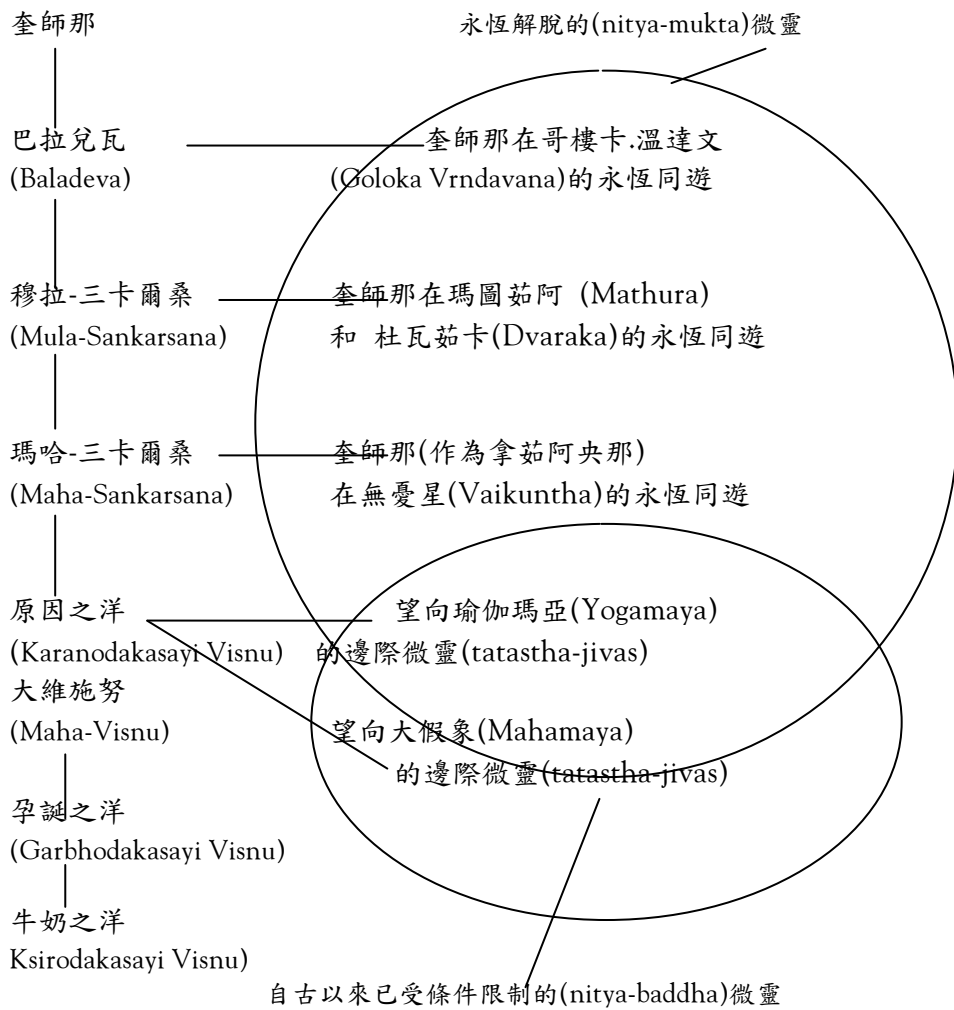 奎師那
永恆解脫的(nitya-mukta)微靈
巴拉兌瓦
(Baladeva)
奎師那在哥樓卡.溫達文
(Goloka Vrndavana)的永恆同遊
穆拉-三卡爾桑
(Mula-Sankarsana)
奎師那在瑪圖茹阿 (Mathura)
和 杜瓦茹卡(Dvaraka)的永恆同遊
瑪哈-三卡爾桑
(Maha-Sankarsana)
奎師那(作為拿茹阿央那)
在無憂星(Vaikuntha)的永恆同遊
原因之洋
(Karanodakasayi Visnu)
大維施努
(Maha-Visnu)
望向瑜伽瑪亞(Yogamaya)
的邊際微靈(tatastha-jivas)
望向大假象(Mahamaya)
的邊際微靈(tatastha-jivas)
孕誕之洋
(Garbhodakasayi Visnu)
牛奶之洋
Ksirodakasayi Visnu)
自古以來已受條件限制的(nitya-baddha)微靈